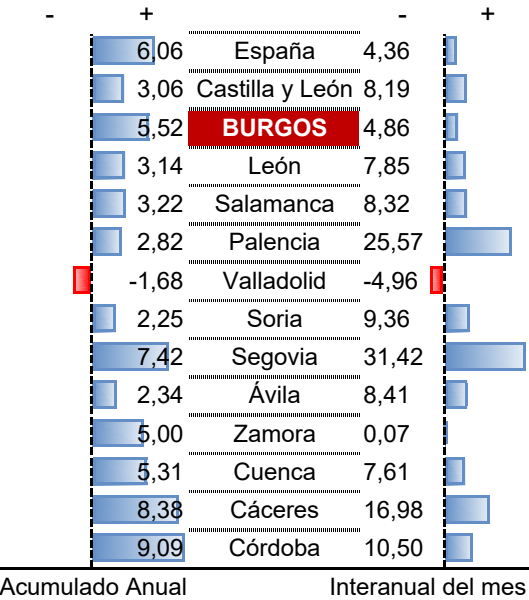 - + - +
6,06 España 4,36
3,06 Castilla y León 8,19
5,52 BURGOS 4,86
3,14 León 7,85
3,22 Salamanca 8,32
2,82 Palencia 25,57
-1,68 Valladolid -4,96
2,25 Soria 9,36
7,42 Segovia 31,42
2,34 Ávila 8,41
5,00 Zamora 0,07
5,31 Cuenca 7,61
8,38 Cáceres 16,98
9,09 Córdoba 10,50
Acumulado Anual Interanual del mes